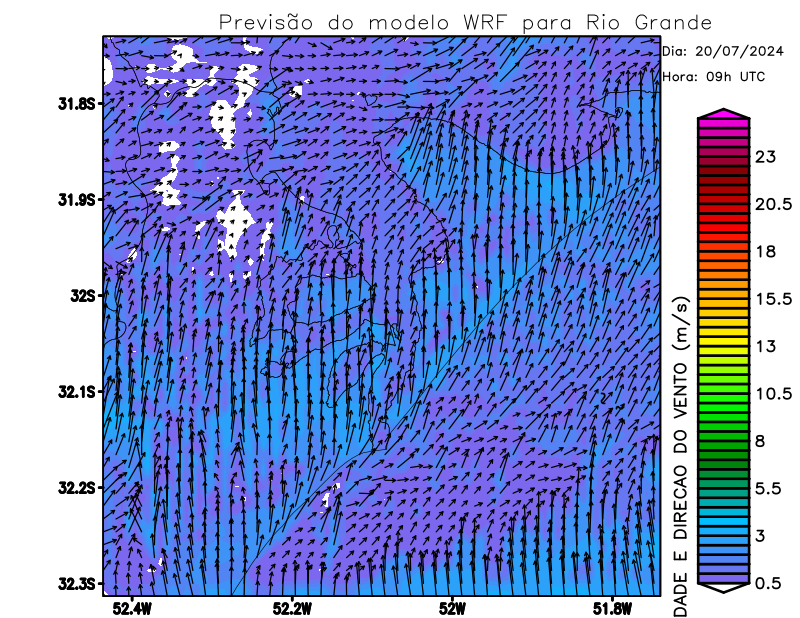 Previsão do modelo WRF para Rio Grande
Dia: 20/07/2024
Hora: 09h UTC
31.8S
31.9S
32S
32.1S
32.2S
32.3S
52.4W
52.2W
52W
51.8W
DADE E DIRECAO DO VENTO (m/s)
23
20.5
18
15.5
13
10.5
8
5.5
3
0.5